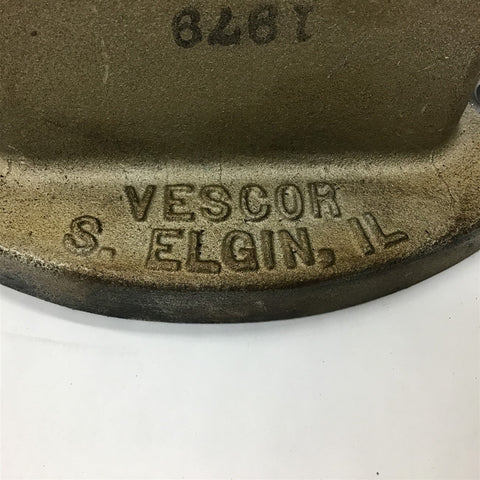 1979
VESCOR
S. ELGIN, IL